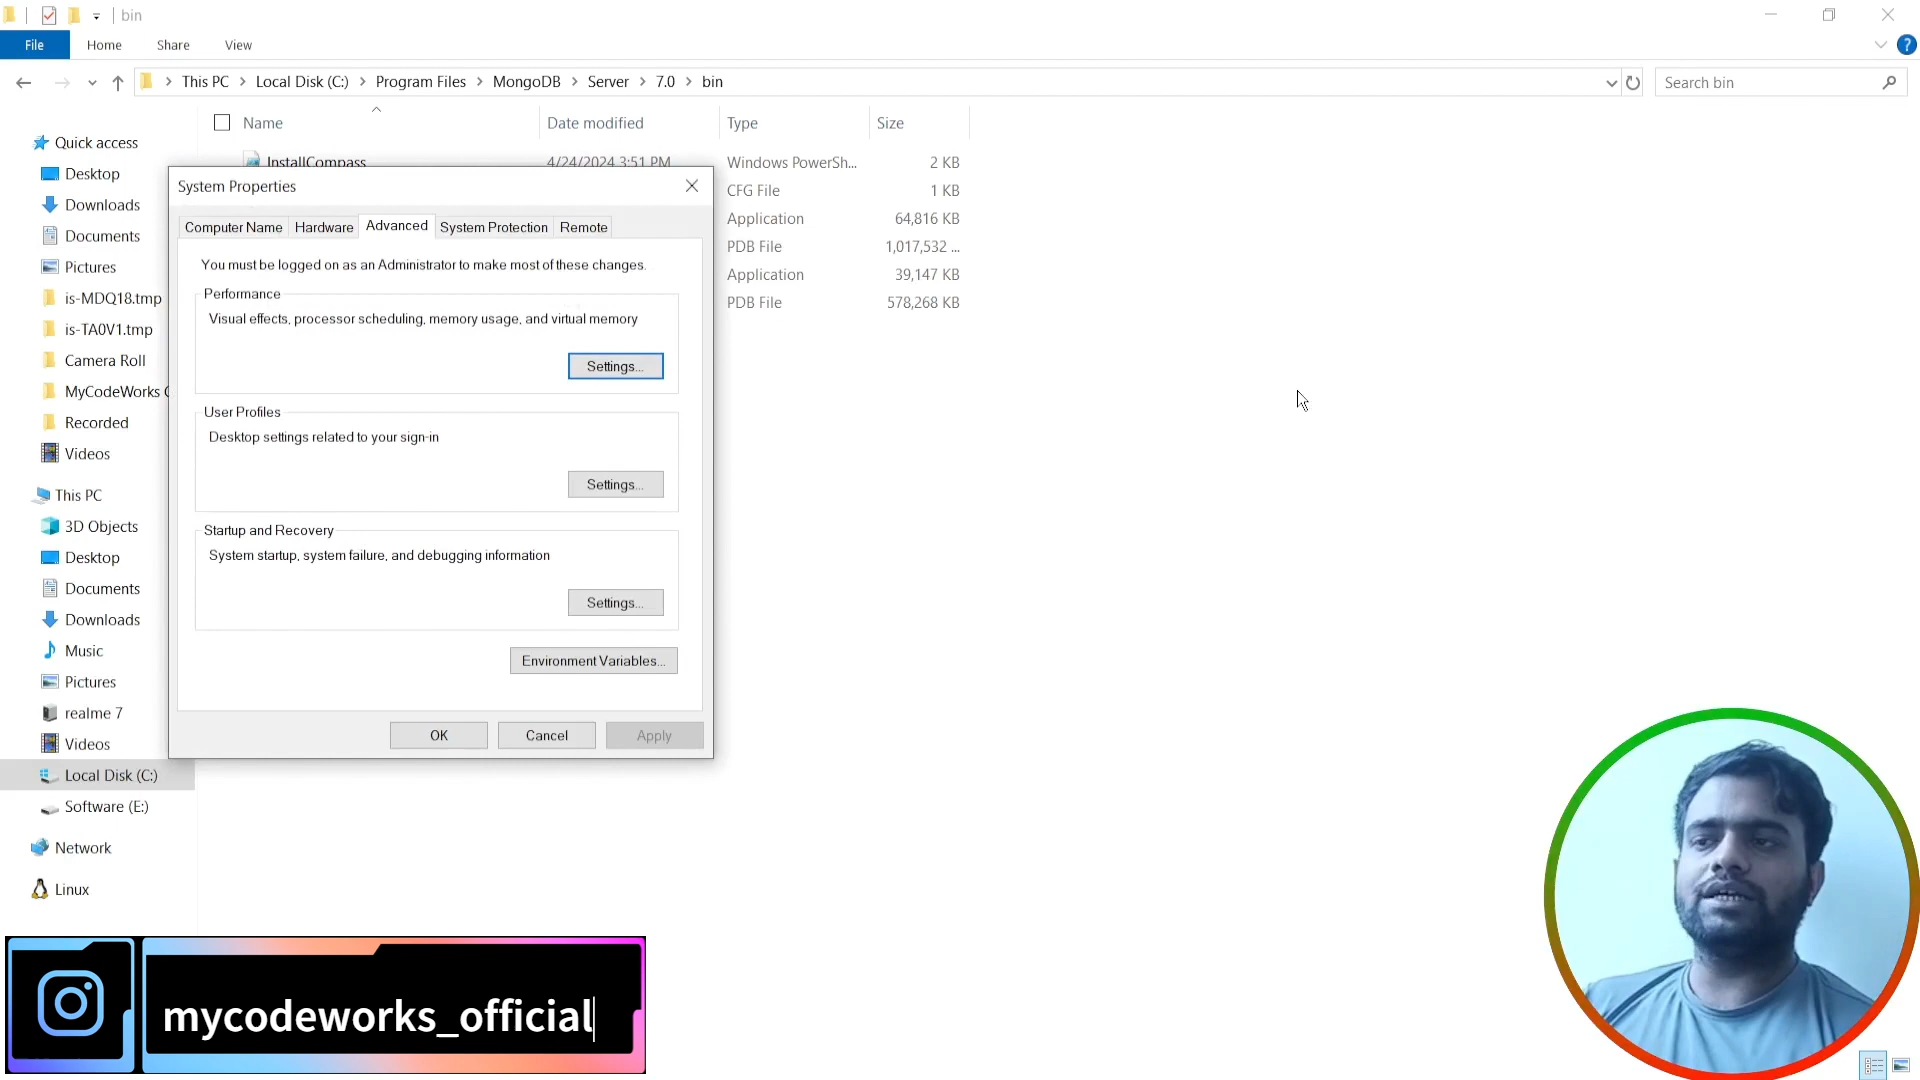 bin
File
Home
Share
View
This PC
Local Disk (C:)
Program Files
MongoDB
Server
7.0
bin
Search bin
Name
Date modified
Type
Size
InstallCompass
4/24/2024 3:51 PM
Windows PowerSh...
2 KB
CFG File
1 KB
Application
64,816 KB
PDB File
1,017,532 ...
Application
39,147 KB
PDB File
578,268 KB
Quick access
Desktop
Downloads
Documents
Pictures
is-MDQ18.tmp
is-TA0V1.tmp
Camera Roll
MyCodeWorks
Recorded
Videos
This PC
3D Objects
Desktop
Documents
Downloads
Music
Pictures
realme 7
Videos
Local Disk (C:)
Software (E:)
Network
Linux
System Properties
Computer Name
Hardware
Advanced
System Protection
Remote
You must be logged on as an Administrator to make most of these changes.
Performance
Visual effects, processor scheduling, memory usage, and virtual memory
Settings...
User Profiles
Desktop settings related to your sign-in
Settings...
Startup and Recovery
System startup, system failure, and debugging information
Settings...
Environment Variables...
OK
Cancel
Apply
mycodeworks_official